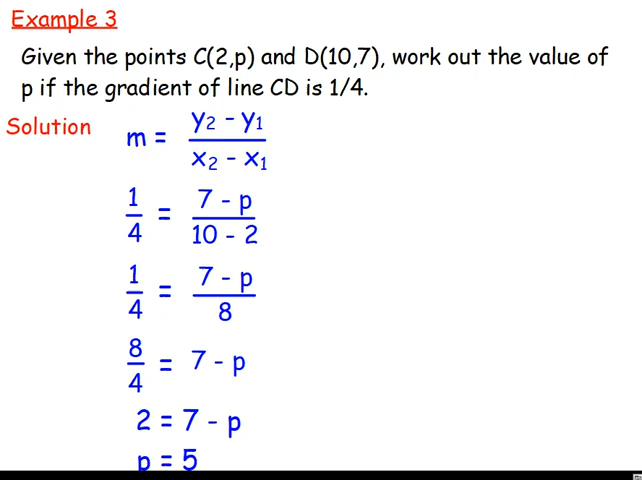 Example 3
Given the points C(2,p) and D(10,7), work out the value of
p if the gradient of line CD is 1/4.
Solution
m = y₂ - y₁ / x₂ - x₁
1/4 = 7 - p / 10 - 2
1/4 = 7 - p / 8
8/4 = 7 - p
2 = 7 - p
p = 5